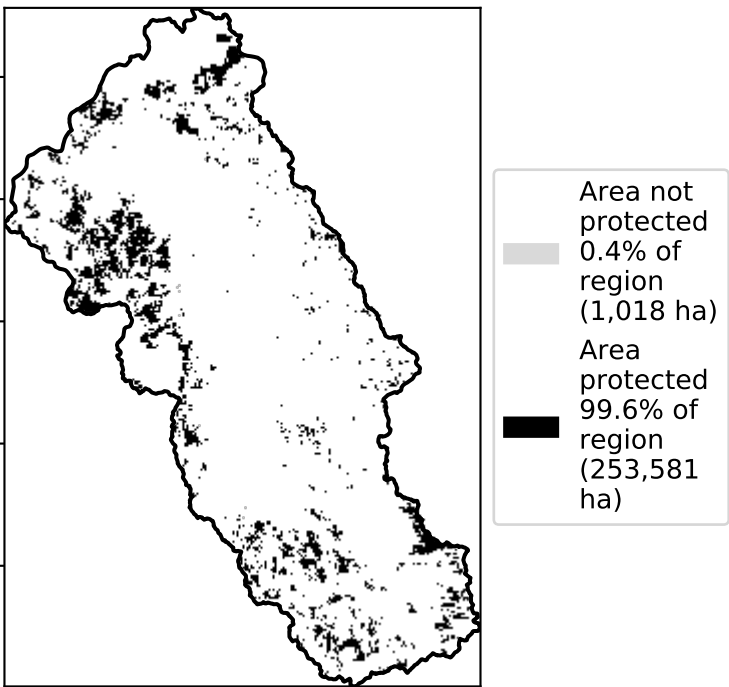 Area not
protected
0.4% of
region
(1,018 ha)
Area
protected
99.6% of
region
(253,581
ha)